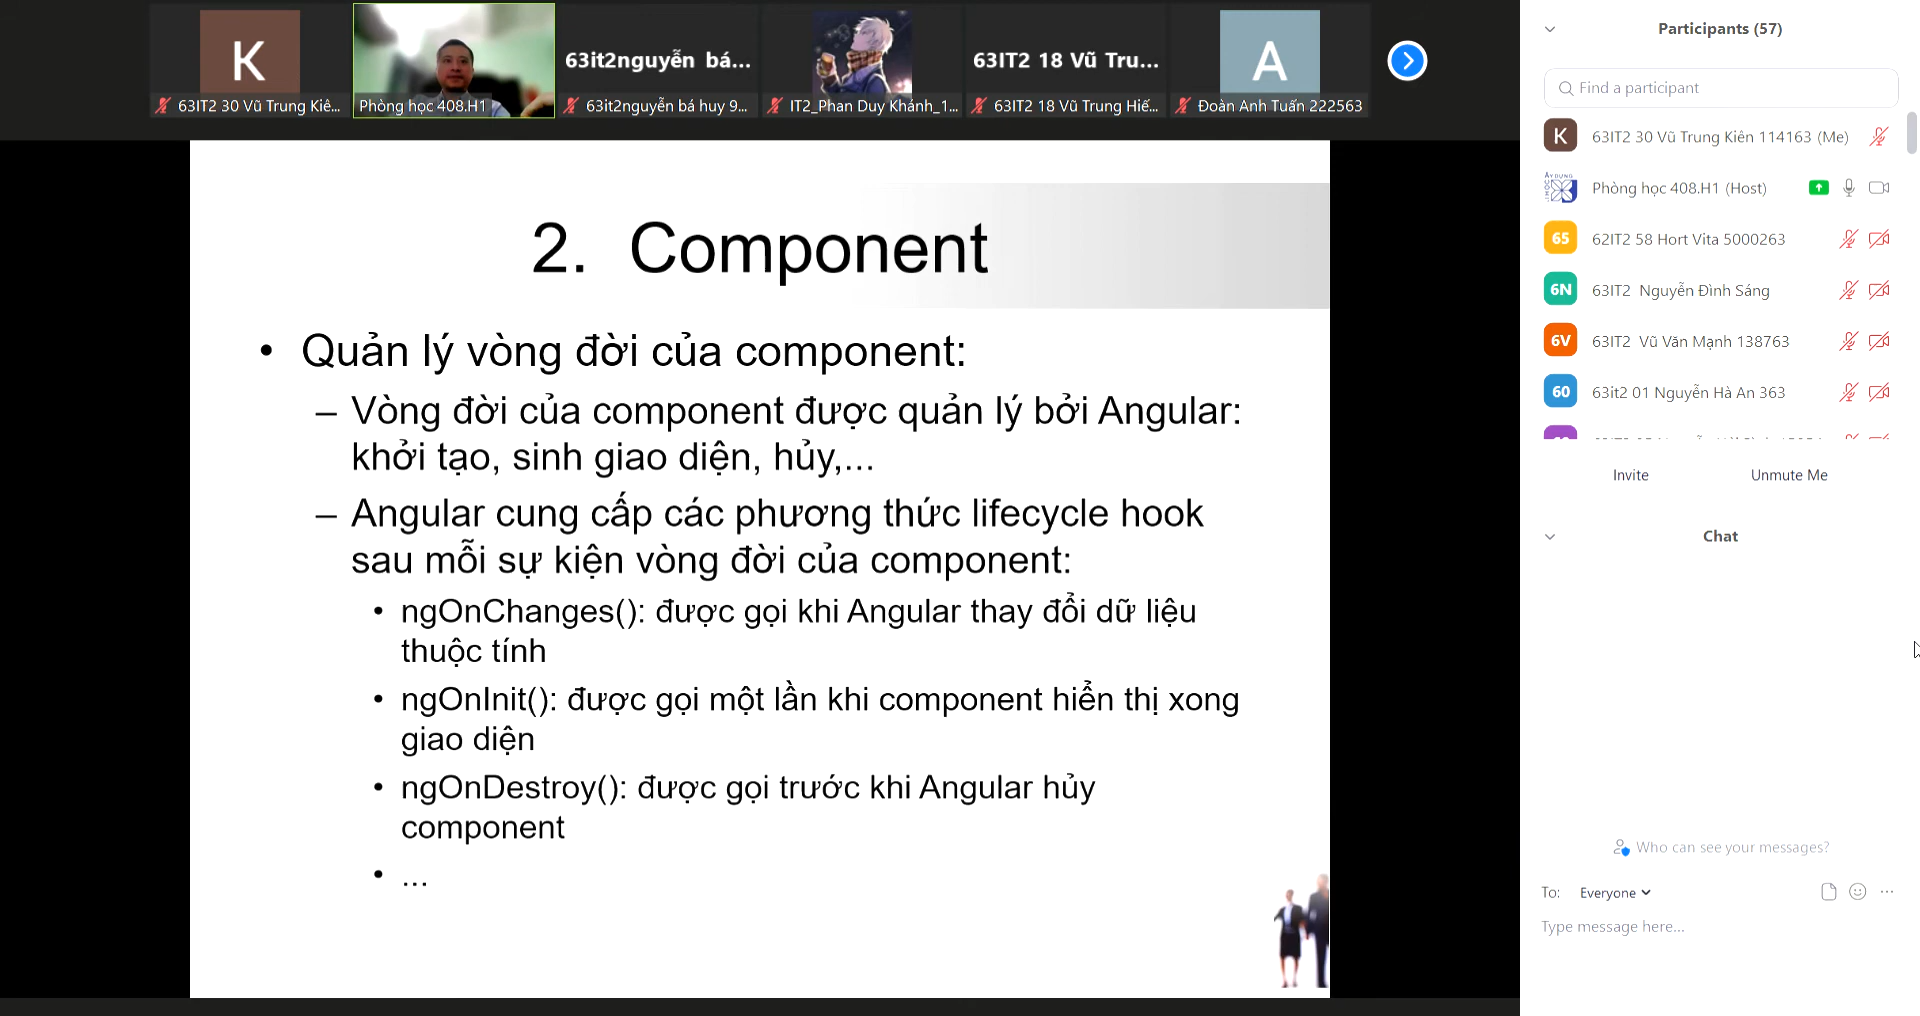 K
63IT2 30 Vũ Trung Kiê...
Phòng học 408.H1
63it2nguyễn bá...
63it2nguyễn bá huy 9...
IT2_Phan Duy Khánh_1...
63IT2 18 Vũ Tru...
63IT2 18 Vũ Trung Hiế...
A
Đoàn Anh Tuấn 222563
2. Component
• Quản lý vòng đời của component:
– Vòng đời của component được quản lý bởi Angular:
khởi tạo, sinh giao diện, hủy,...
– Angular cung cấp các phương thức lifecycle hook
sau mỗi sự kiện vòng đời của component:
• ngOnChanges(): được gọi khi Angular thay đổi dữ liệu
thuộc tính
• ngOnInit(): được gọi một lần khi component hiển thị xong
giao diện
• ngOnDestroy(): được gọi trước khi Angular hủy
component
• ...
Participants (57)
Find a participant
K 63IT2 30 Vũ Trung Kiên 114163 (Me)
Phòng học 408.H1 (Host)
65 62IT2 58 Hort Vita 5000263
6N 63IT2 Nguyễn Đình Sáng
6V 63IT2 Vũ Văn Mạnh 138763
60 63it2 01 Nguyễn Hà An 363
Invite
Unmute Me
Chat
Who can see your messages?
To: Everyone
Type message here...